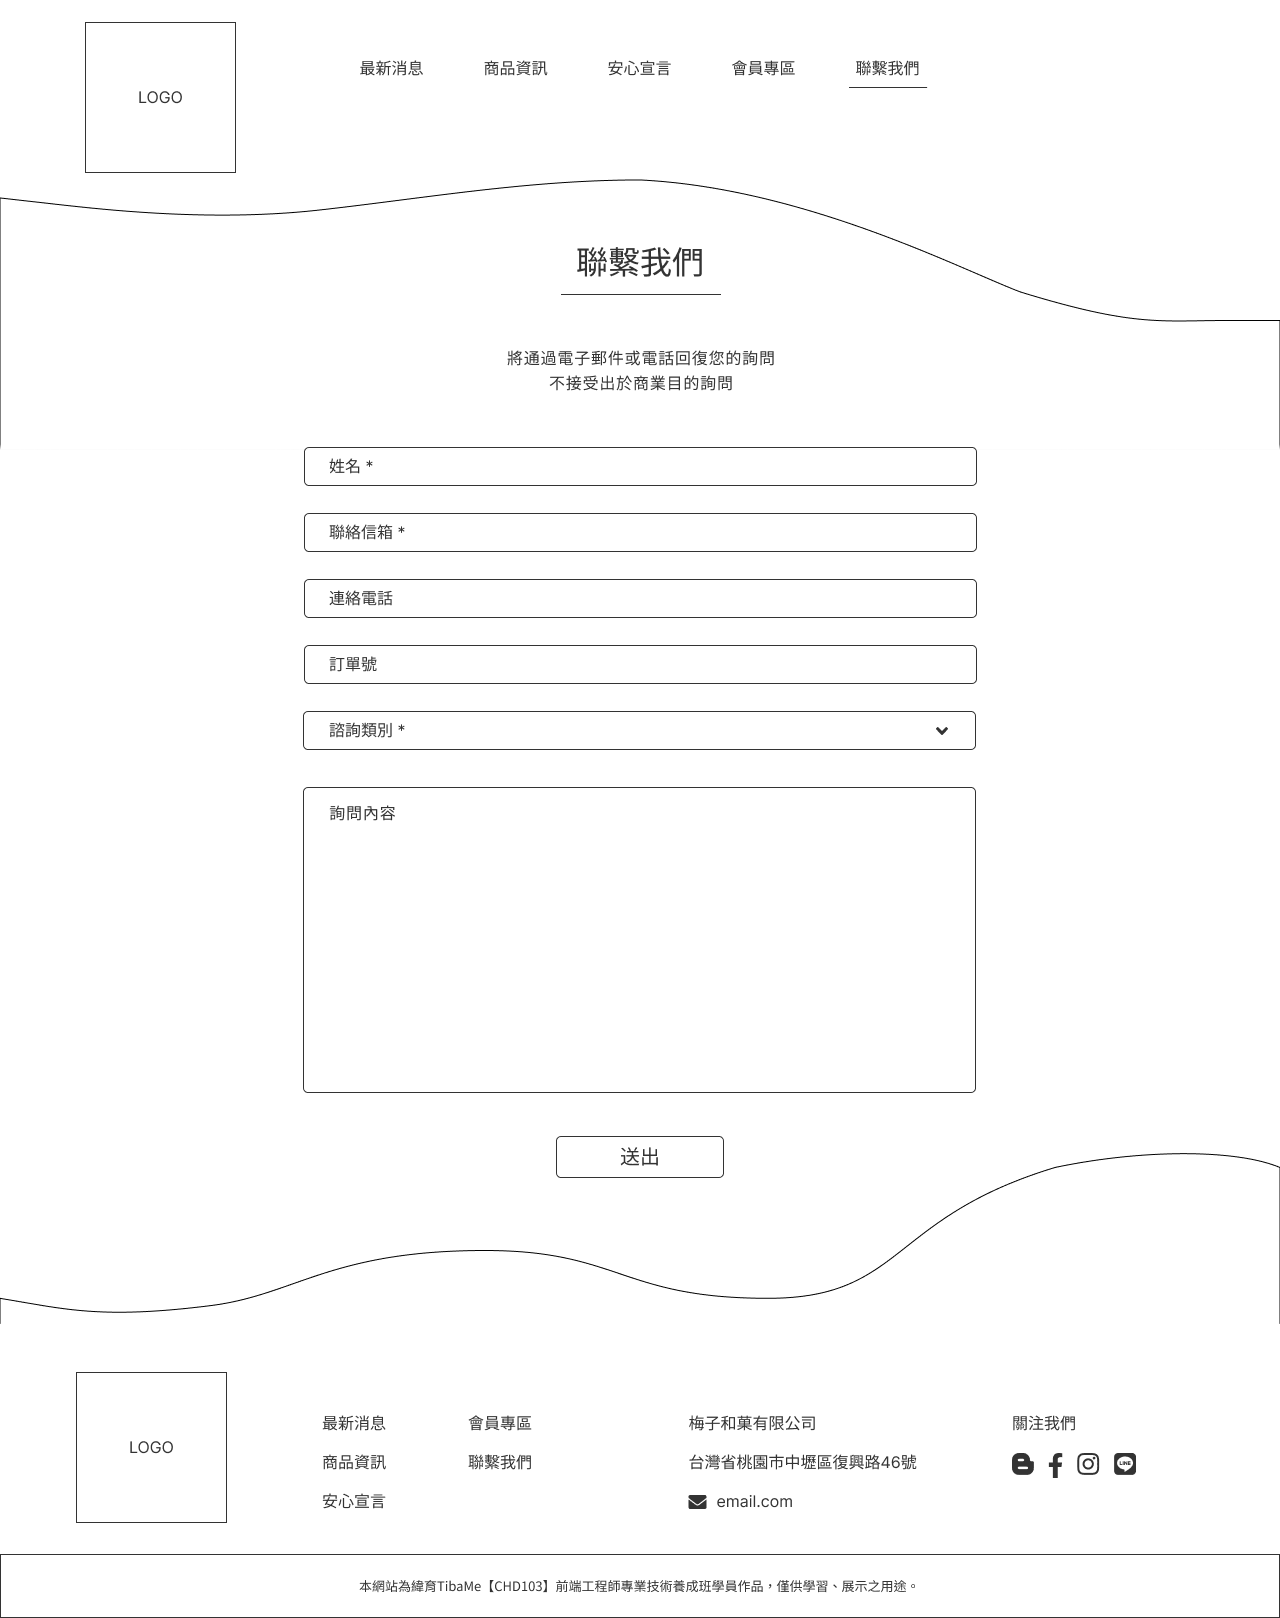 LOGO
最新消息
商品資訊
安心宣言
會員專區
聯繫我們
聯繫我們
將通過電子郵件或電話回復您的詢問
不接受出於商業目的詢問
姓名 *
聯絡信箱 *
連絡電話
訂單號
諮詢類別 *
詢問內容
送出
LOGO
最新消息
商品資訊
安心宣言
會員專區
聯繫我們
梅子和菓有限公司
台灣省桃園市中壢區復興路46號
email.com
關注我們
LINE
本網站為緯育TibaMe【CHD103】前端工程師專業技術養成班學員作品，僅供學習、展示之用途。